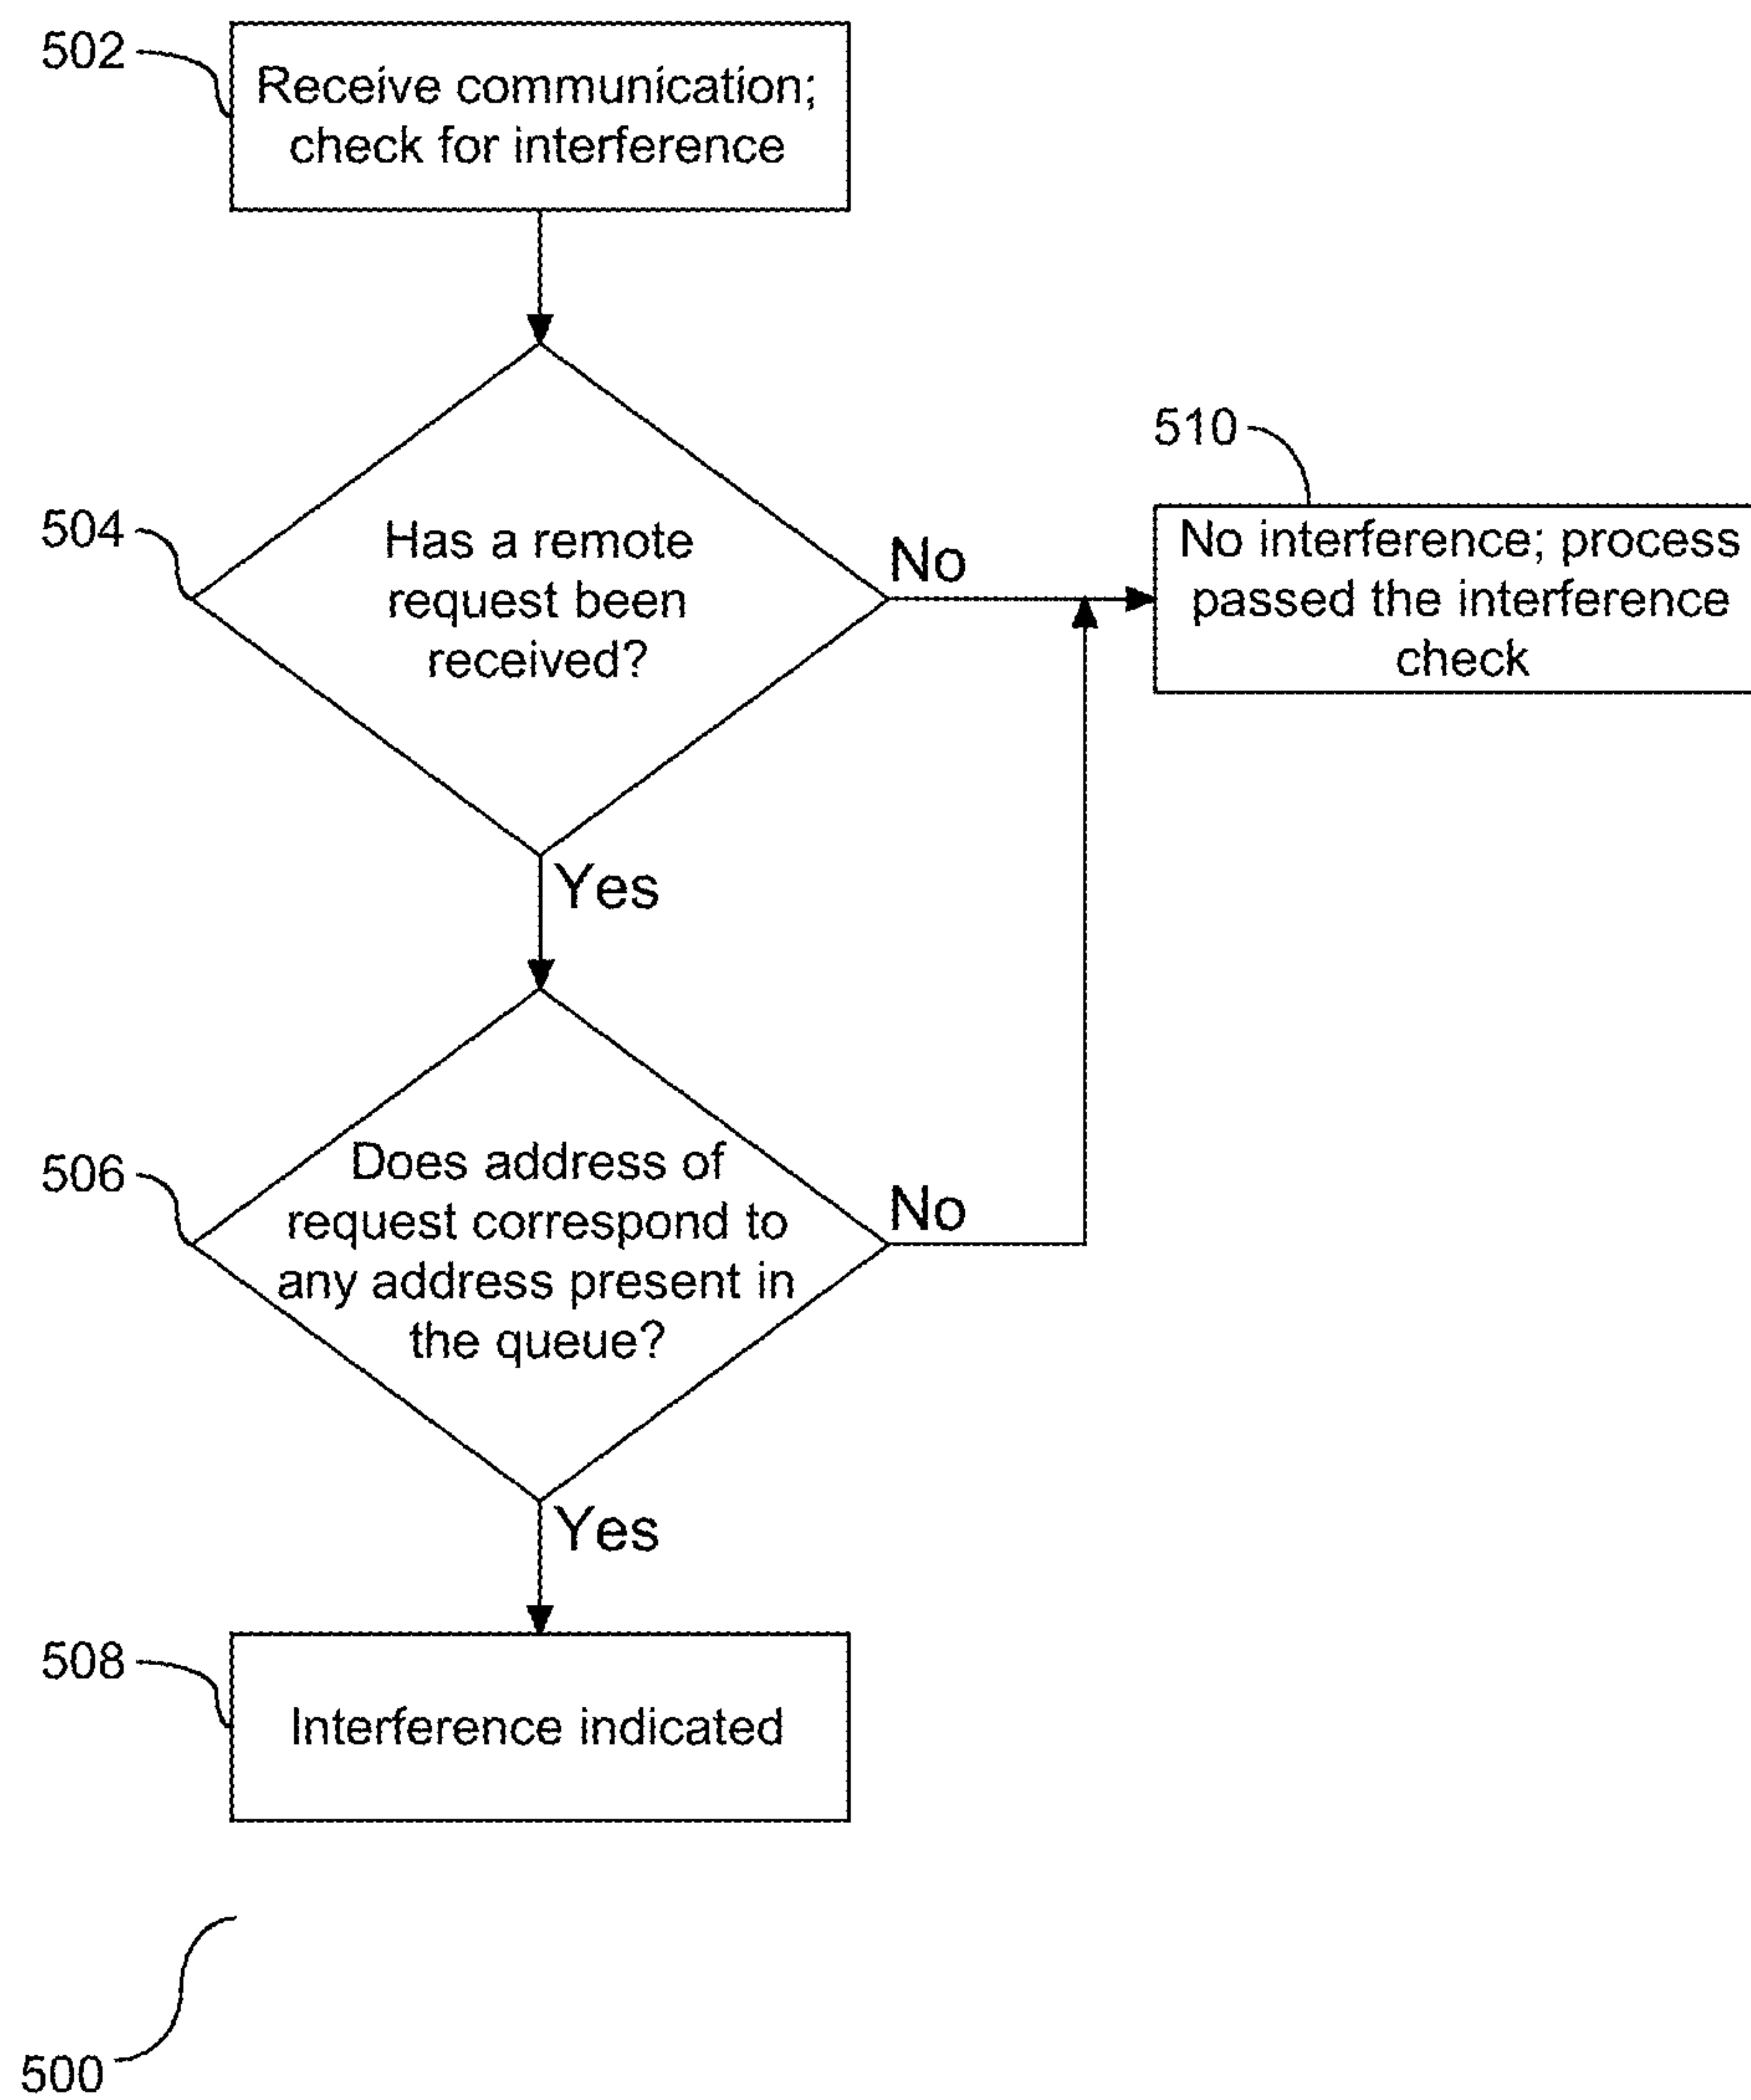 502
Receive communication;
check for interference
504
Has a remote
request been
received?
No
510
No interference; process
passed the interference
check
Yes
506
Does address of
request correspond to
any address present in
the queue?
No
Yes
508
Interference indicated
500